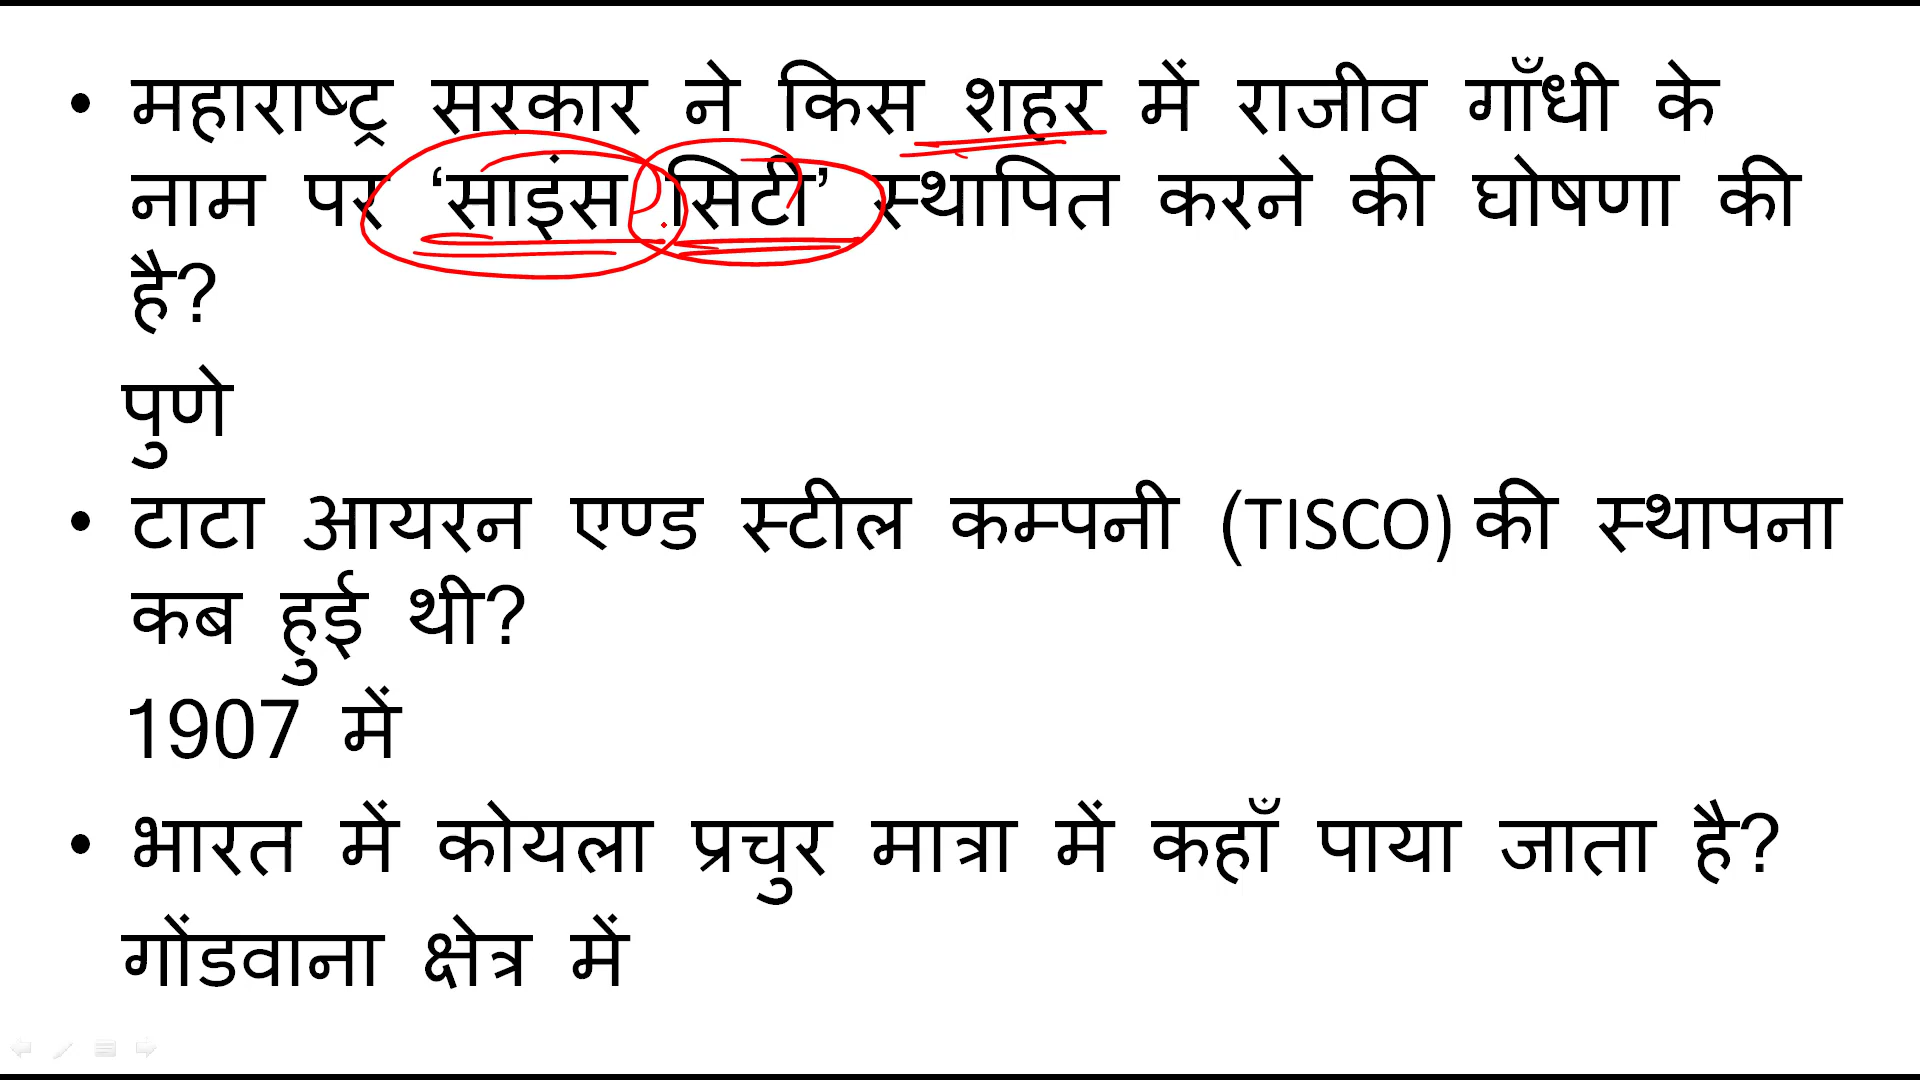 • महाराष्ट्र सरकार ने किस शहर में राजीव गाँधी के
नाम पर ‘साइंस सिटी’ स्थापित करने की घोषणा की
है?
पुणे
• टाटा आयरन एण्ड स्टील कम्पनी (TISCO) की स्थापना
कब हुई थी?
1907 में
• भारत में कोयला प्रचुर मात्रा में कहाँ पाया जाता है?
गोंडवाना क्षेत्र में